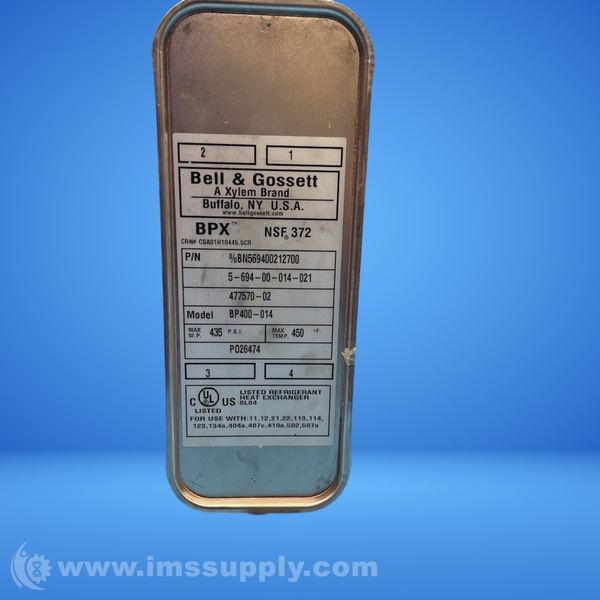 2 1
Bell & Gossett
A Xylem Brand
Buffalo, NY U.S.A.
www.bellgossett.com
BPX™ NSF® 372
CRN# CSA01H10445.5CR
P/N %BN569400212700
5-694-00-014-021
477570-02
Model BP400-014
MAX W.P. 435 P.S.I. MAX TEMP. 450 °F.
PO26474
3 4
C UL US LISTED REFRIGERANT
HEAT EXCHANGER
LISTED 8L84
FOR USE WITH:11,12,21,22,113,114,
123,134a,404a,407c,410a,502,507a
www.imssupply.com